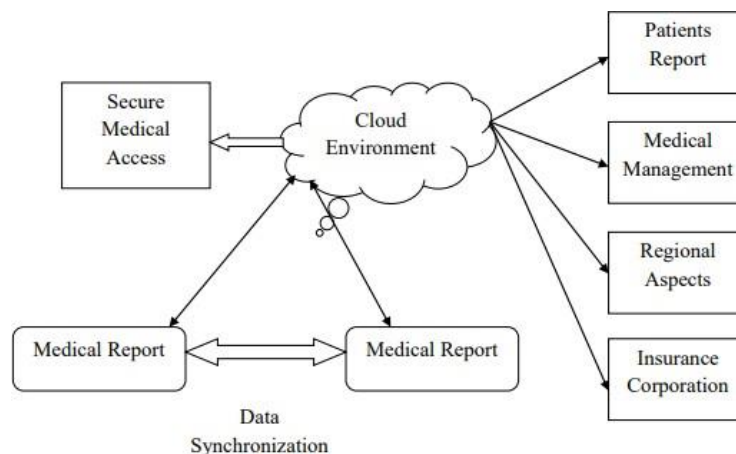 Patients
Report
Secure
Medical
Access
Cloud
Environment
Medical
Management
Regional
Aspects
Medical Report
Medical Report
Insurance
Corporation
Data
Synchronization